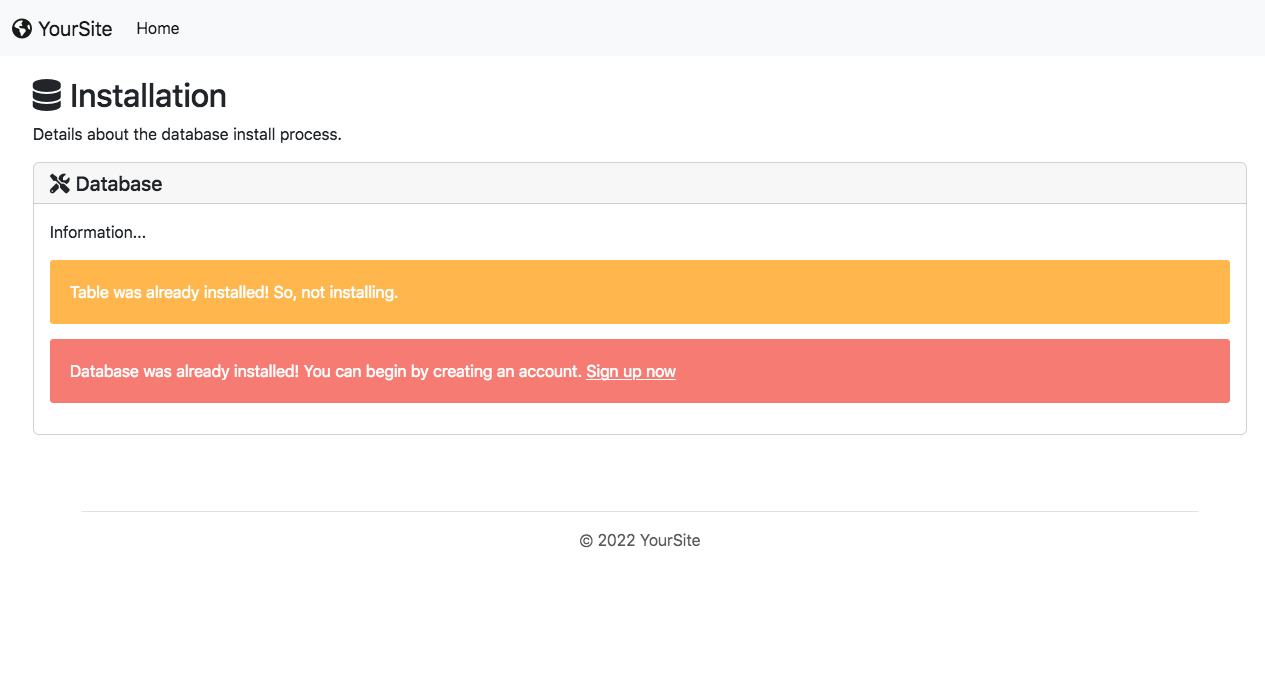 YourSite Home
Installation
Details about the database install process.
Database
Information...
Table was already installed! So, not installing.
Database was already installed! You can begin by creating an account. Sign up now
© 2022 YourSite